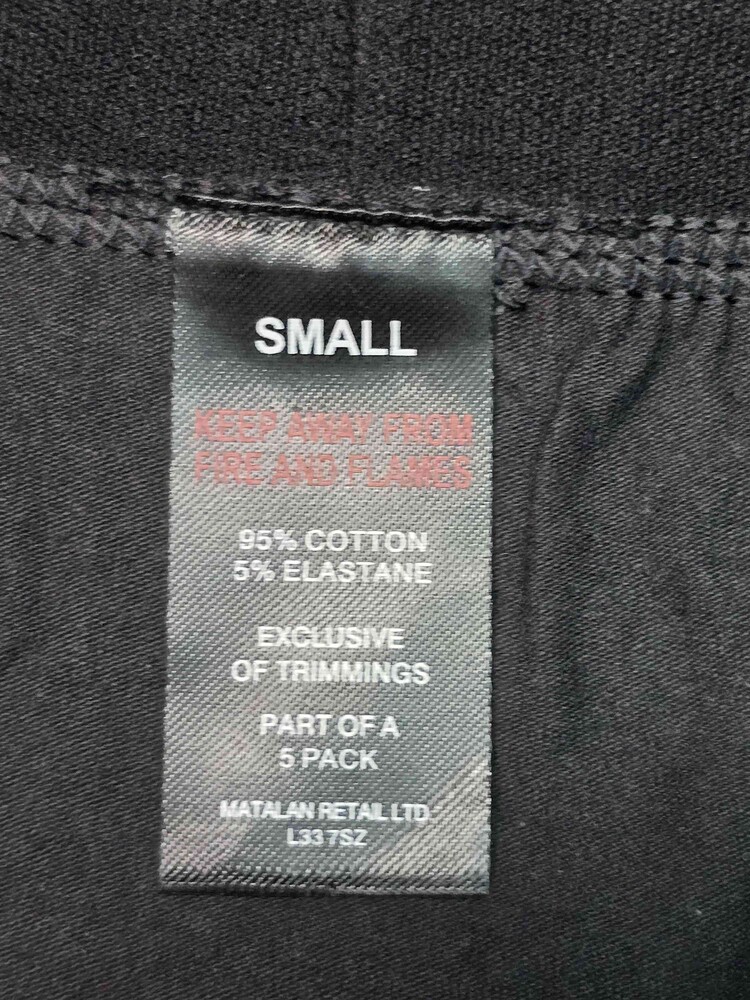 SMALL
KEEP AWAY FROM
FIRE AND FLAMES
95% COTTON
5% ELASTANE
EXCLUSIVE
OF TRIMMINGS
PART OF A
5 PACK
MATALAN RETAIL LTD.
L33 7SZ